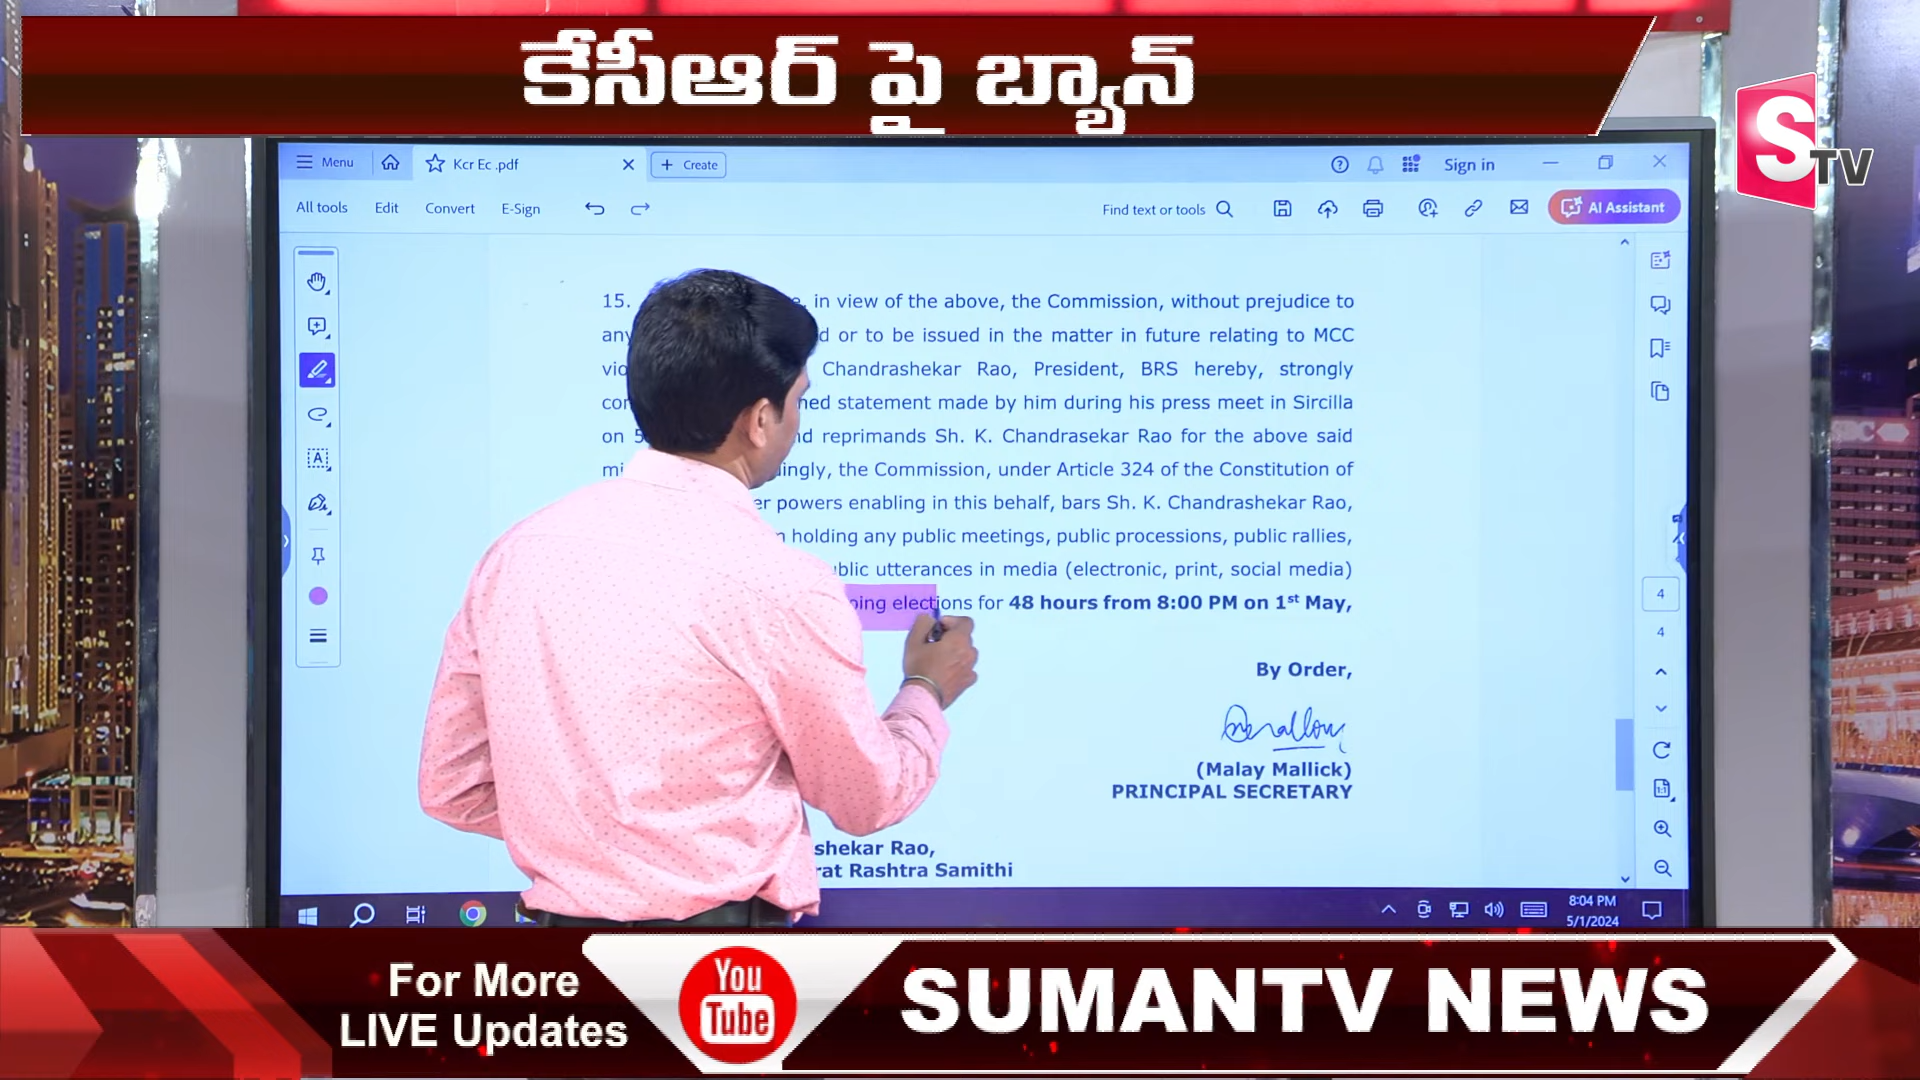 కేసీఆర్ పై బ్యాన్
S TV
Menu
Kcr Ec .pdf
Create
Sign in
All tools Edit Convert E-Sign
Find text or tools
AI Assistant
15. in view of the above, the Commission, without prejudice to
any or to be issued in the matter in future relating to MCC
Chandrashekar Rao, President, BRS hereby, strongly
statement made by him during his press meet in Sircilla
on reprimands Sh. K. Chandrasekar Rao for the above said
the Commission, under Article 324 of the Constitution of
powers enabling in this behalf, bars Sh. K. Chandrashekar Rao,
holding any public meetings, public processions, public rallies,
utterances in media (electronic, print, social media)
elections for 48 hours from 8:00 PM on 1st May,
4
4
By Order,
(Malay Mallick)
PRINCIPAL SECRETARY
shekar Rao,
rat Rashtra Samithi
8:04 PM
5/1/2024
For More
LIVE Updates
You
Tube
SUMANTV NEWS